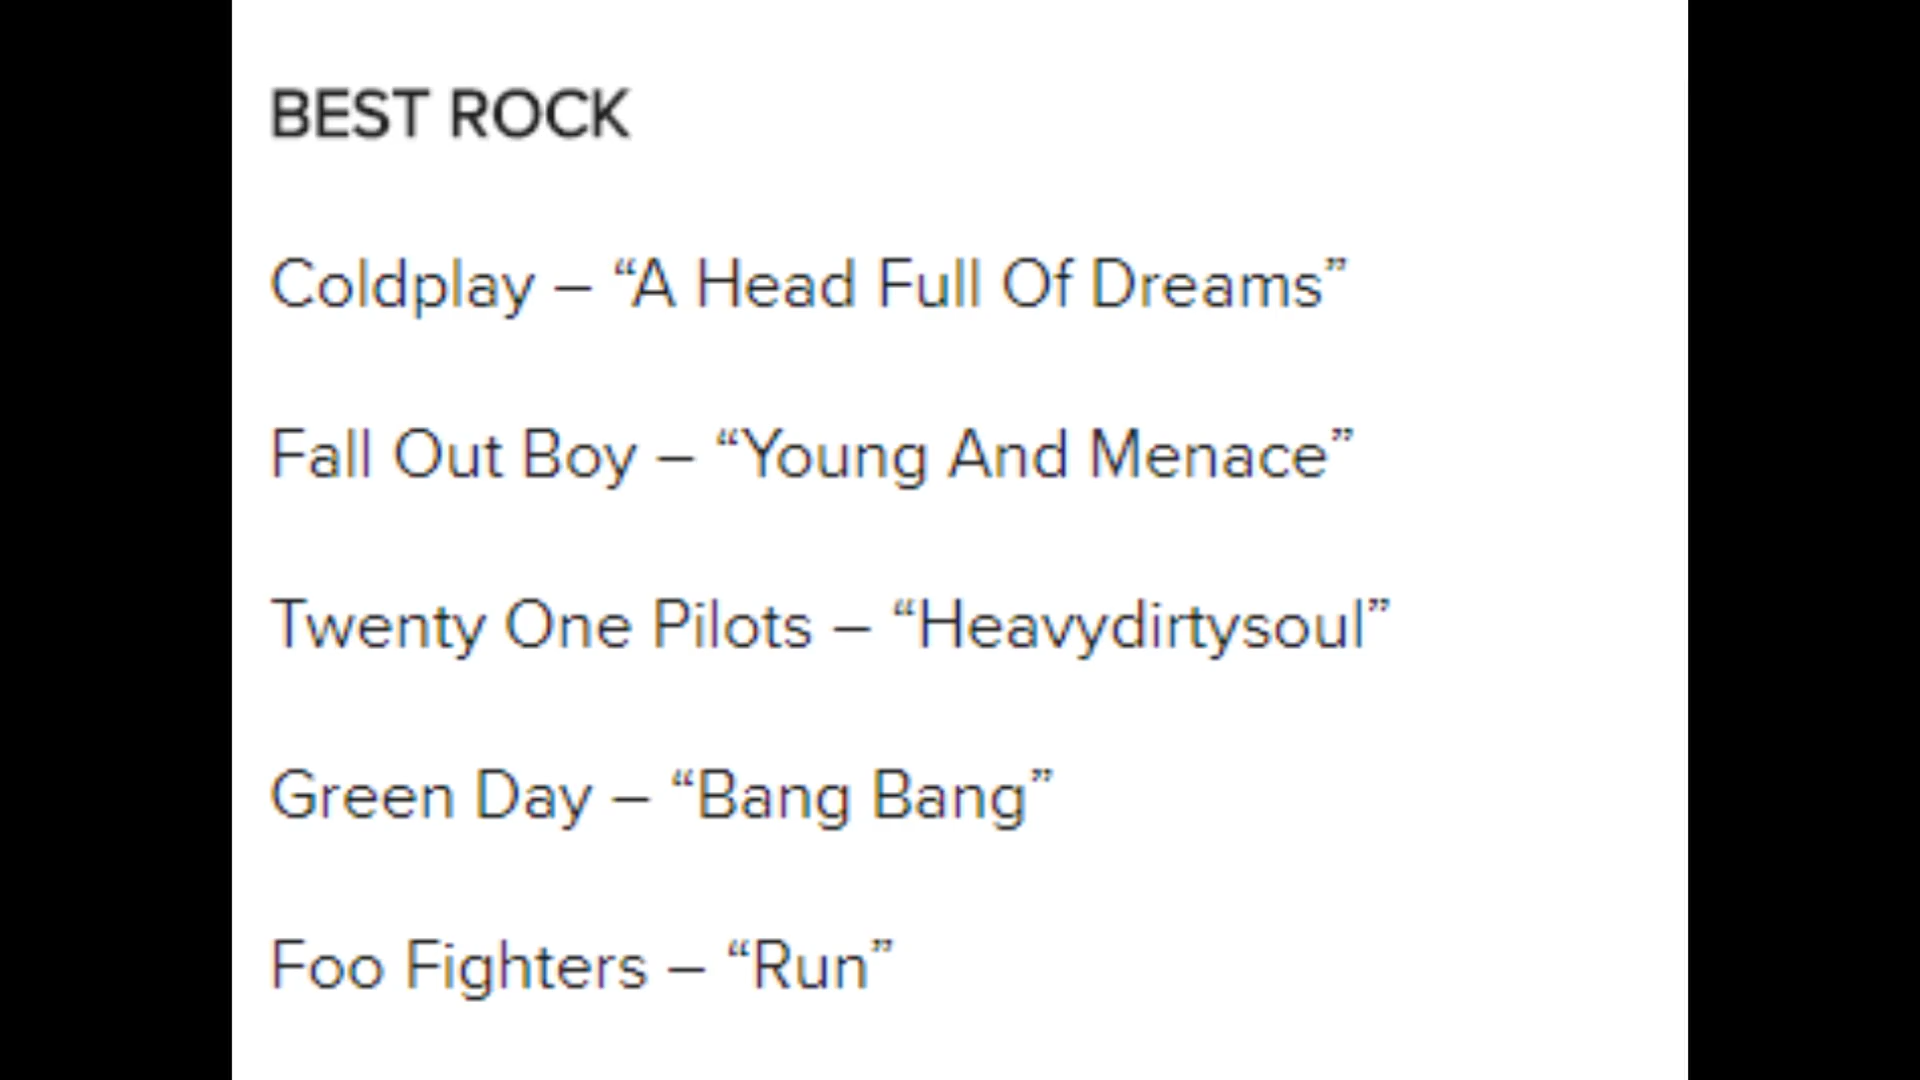 BEST ROCK
Coldplay – “A Head Full Of Dreams”
Fall Out Boy – “Young And Menace”
Twenty One Pilots – “Heavydirtysoul”
Green Day – “Bang Bang”
Foo Fighters – “Run”